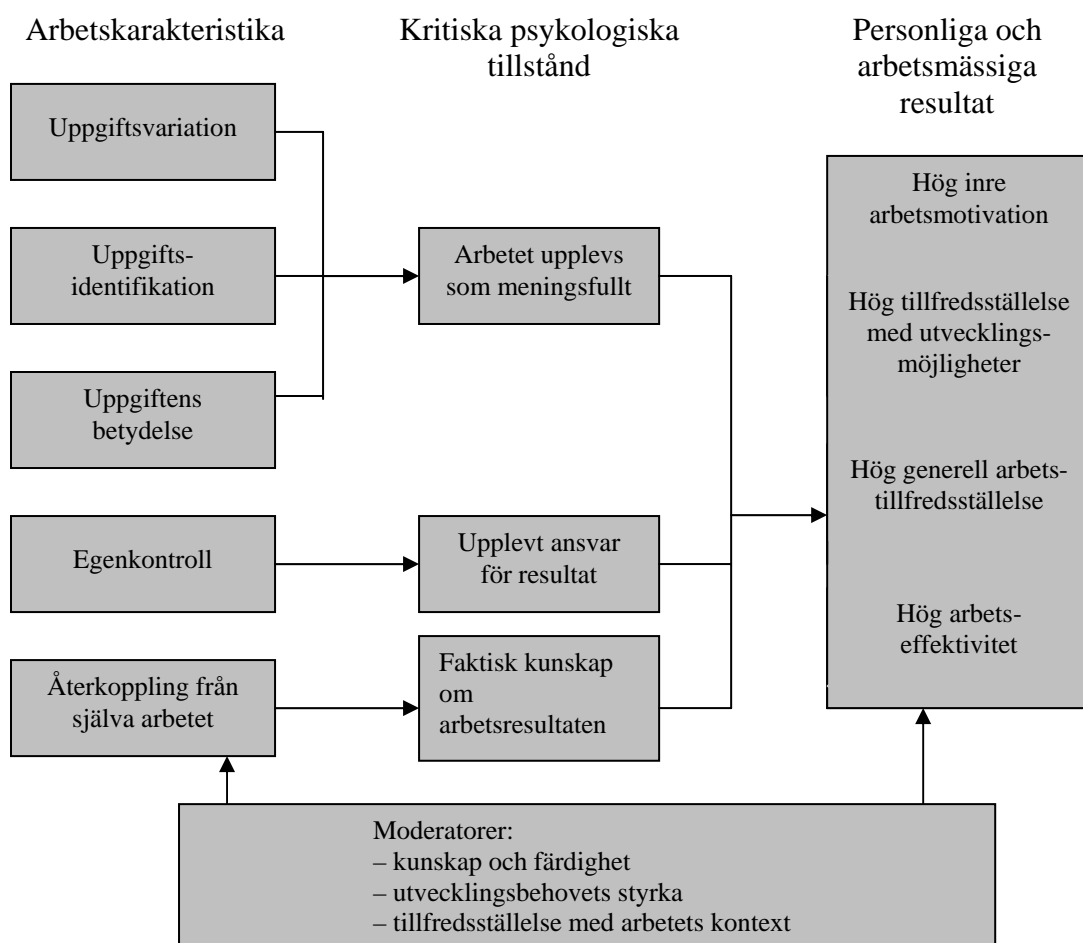 Arbetskarakteristika
Kritiska psykologiska
tillstånd
Personliga och
arbetsmässiga
resultat
Uppgiftsvariation
Uppgifts-
identifikation
Uppgiftens
betydelse
Egenkontroll
Återkoppling från
själva arbetet
Arbetet upplevs
som meningsfullt
Upplevt ansvar
för resultat
Faktisk kunskap
om
arbetsresultaten
Hög inre
arbetsmotivation
Hög tillfredsställelse
med utvecklings-
möjligheter
Hög generell arbets-
tillfredsställelse
Hög arbets-
effektivitet
Moderatorer:
– kunskap och färdighet
– utvecklingsbehovets styrka
– tillfredsställelse med arbetets kontext